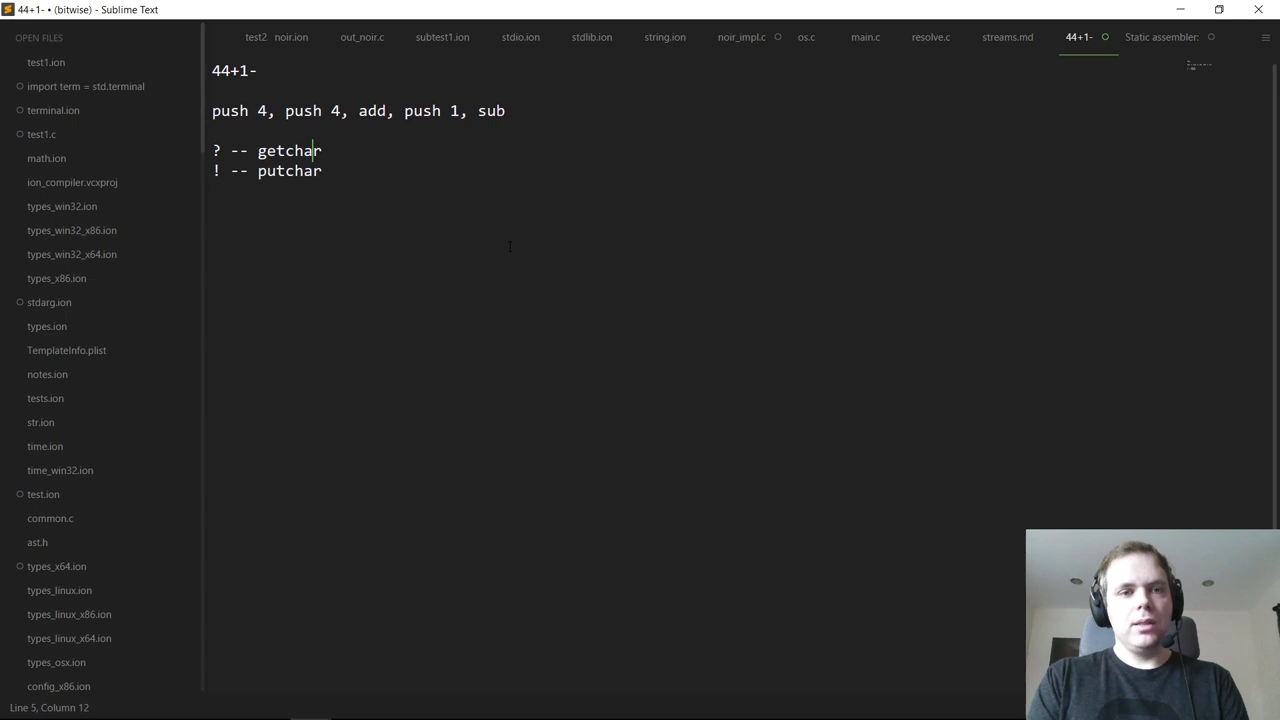 44+1- • (bitwise) - Sublime Text
OPEN FILES
test1.ion
import term = std.terminal
terminal.ion
test1.c
math.ion
ion_compiler.vcxproj
types_win32.ion
types_win32_x86.ion
types_win32_x64.ion
types_x86.ion
stdarg.ion
types.ion
TemplateInfo.plist
notes.ion
tests.ion
str.ion
time.ion
time_win32.ion
test.ion
common.c
ast.h
types_x64.ion
types_linux.ion
types_linux_x86.ion
types_linux_x64.ion
types_osx.ion
config_x86.ion
test2 noir.ion out_noir.c subtest1.ion stdio.ion stdlib.ion string.ion noir_impl.c os.c main.c resolve.c streams.md 44+1- Static assembler:
44+1-
push 4, push 4, add, push 1, sub
? -- getchar
! -- putchar
Line 5, Column 12